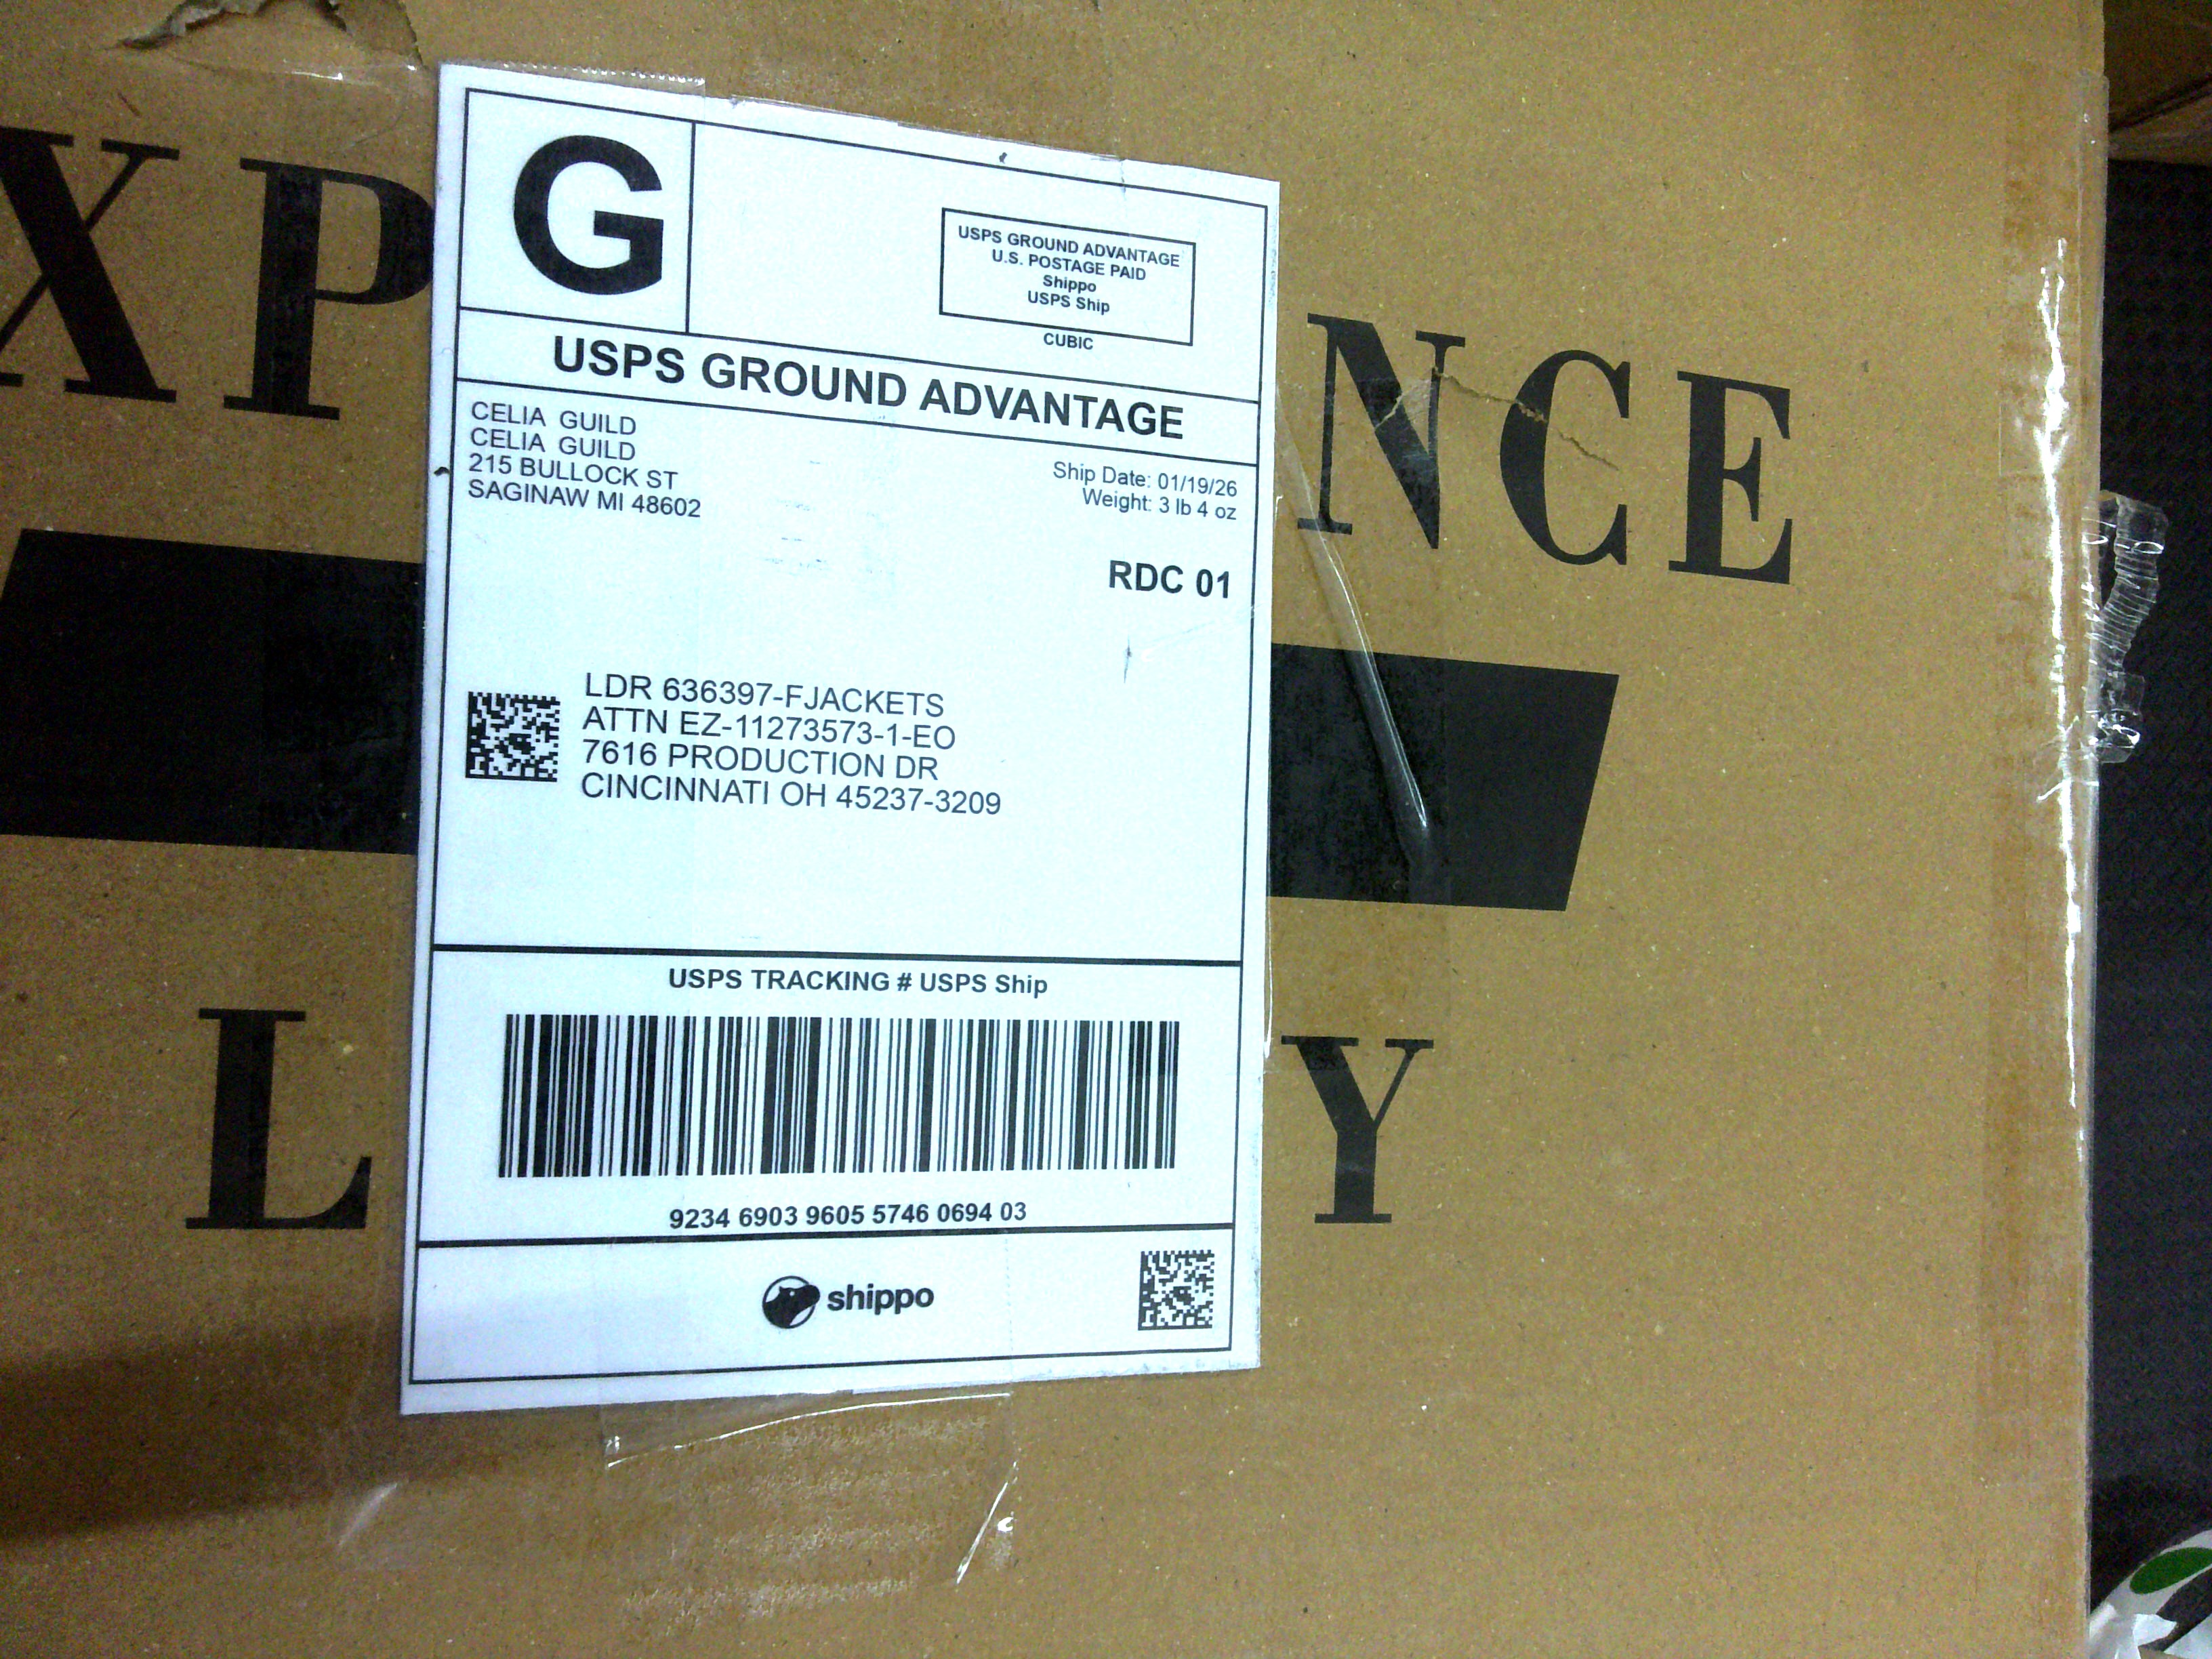 XP
NCE
L
Y
G
USPS GROUND ADVANTAGE
U.S. POSTAGE PAID
Shippo
USPS Ship
CUBIC
USPS GROUND ADVANTAGE
CELIA GUILD
CELIA GUILD
215 BULLOCK ST
SAGINAW MI 48602
Ship Date: 01/19/26
Weight: 3 lb 4 oz
RDC 01
LDR 636397-FJACKETS
ATTN EZ-11273573-1-EO
7616 PRODUCTION DR
CINCINNATI OH 45237-3209
USPS TRACKING # USPS Ship
9234 6903 9605 5746 0694 03
shippo